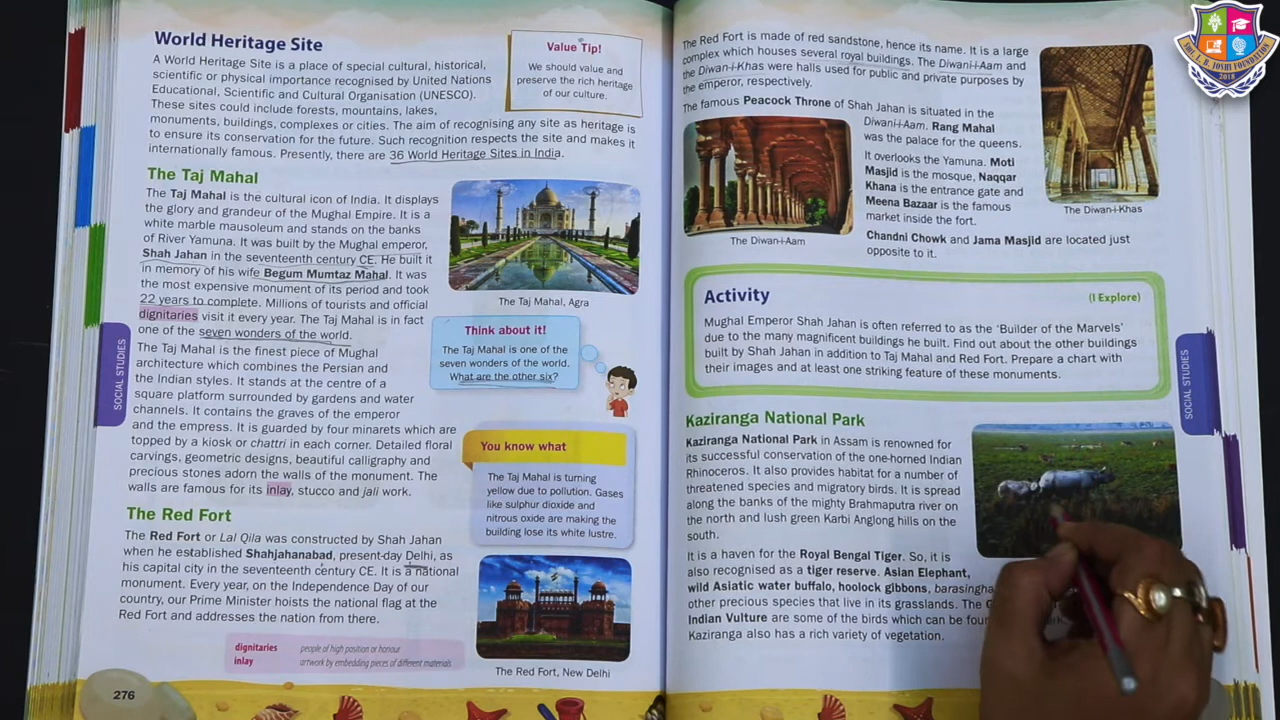 World Heritage Site
A World Heritage Site is a place of special cultural, historical,
scientific or physical importance recognised by United Nations
Educational, Scientific and Cultural Organisation (UNESCO).
These sites could include forests, mountains, lakes,
monuments, buildings, complexes or cities. The aim of recognising any site as heritage is
to ensure its conservation for the future. Such recognition respects the site and makes it
internationally famous. Presently, there are 36 World Heritage Sites in India.
Value Tip!
We should value and
preserve the rich heritage
of our culture.
The Taj Mahal
The Taj Mahal is the cultural icon of India. It displays
the glory and grandeur of the Mughal Empire. It is a
white marble mausoleum and stands on the banks
of River Yamuna. It was built by the Mughal emperor,
Shah Jahan in the seventeenth century CE. He built it
in memory of his wife Begum Mumtaz Mahal. It was
the most expensive monument of its period and took
22 years to complete. Millions of tourists and official
dignitaries visit it every year. The Taj Mahal is in fact
one of the seven wonders of the world.
The Taj Mahal, Agra
Think about it!
The Taj Mahal is one of the
seven wonders of the world.
What are the other six?
The Taj Mahal is the finest piece of Mughal
architecture which combines the Persian and
the Indian styles. It stands at the centre of a
square platform surrounded by gardens and water
channels. It contains the graves of the emperor
and the empress. It is guarded by four minarets which are
topped by a kiosk or chattri in each corner. Detailed floral
carvings, geometric designs, beautiful calligraphy and
precious stones adorn the walls of the monument. The
walls are famous for its inlay, stucco and jali work.
You know what
The Taj Mahal is turning
yellow due to pollution. Gases
like sulphur dioxide and
nitrous oxide are making the
building lose its white lustre.
The Red Fort
The Red Fort or Lal Qila was constructed by Shah Jahan
when he established Shahjahanabad, present-day Delhi, as
his capital city in the seventeenth century CE. It is a national
monument. Every year, on the Independence Day of our
country, our Prime Minister hoists the national flag at the
Red Fort and addresses the nation from there.
The Red Fort, New Delhi
dignitaries people of high position or honour
inlay artwork by embedding pieces of different materials
276
SOCIAL STUDIES
The Red Fort is made of red sandstone, hence its name. It is a large
complex which houses several royal buildings. The Diwan-i-Aam and
the Diwan-i-Khas were halls used for public and private purposes by
the emperor, respectively.
The famous Peacock Throne of Shah Jahan is situated in the
Diwan-i-Aam. Rang Mahal
was the palace for the queens.
It overlooks the Yamuna. Moti
Masjid is the mosque, Naqqar
Khana is the entrance gate and
Meena Bazaar is the famous
market inside the fort.
Chandni Chowk and Jama Masjid are located just
opposite to it.
The Diwan-i-Aam
The Diwan-i-Khas
Activity
(I Explore)
Mughal Emperor Shah Jahan is often referred to as the 'Builder of the Marvels'
due to the many magnificent buildings he built. Find out about the other buildings
built by Shah Jahan in addition to Taj Mahal and Red Fort. Prepare a chart with
their images and at least one striking feature of these monuments.
Kaziranga National Park
Kaziranga National Park in Assam is renowned for
its successful conservation of the one-horned Indian
Rhinoceros. It also provides habitat for a number of
threatened species and migratory birds. It is spread
along the banks of the mighty Brahmaputra river on
the north and lush green Karbi Anglong hills on the
south.
It is a haven for the Royal Bengal Tiger. So, it is
also recognised as a tiger reserve. Asian Elephant,
wild Asiatic water buffalo, hoolock gibbons, barasingha
other precious species that live in its grasslands. The
Indian Vulture are some of the birds which can be
Kaziranga also has a rich variety of vegetation.
SOCIAL STUDIES
SHE. L. B. JOSHI FOUNDATION
2018